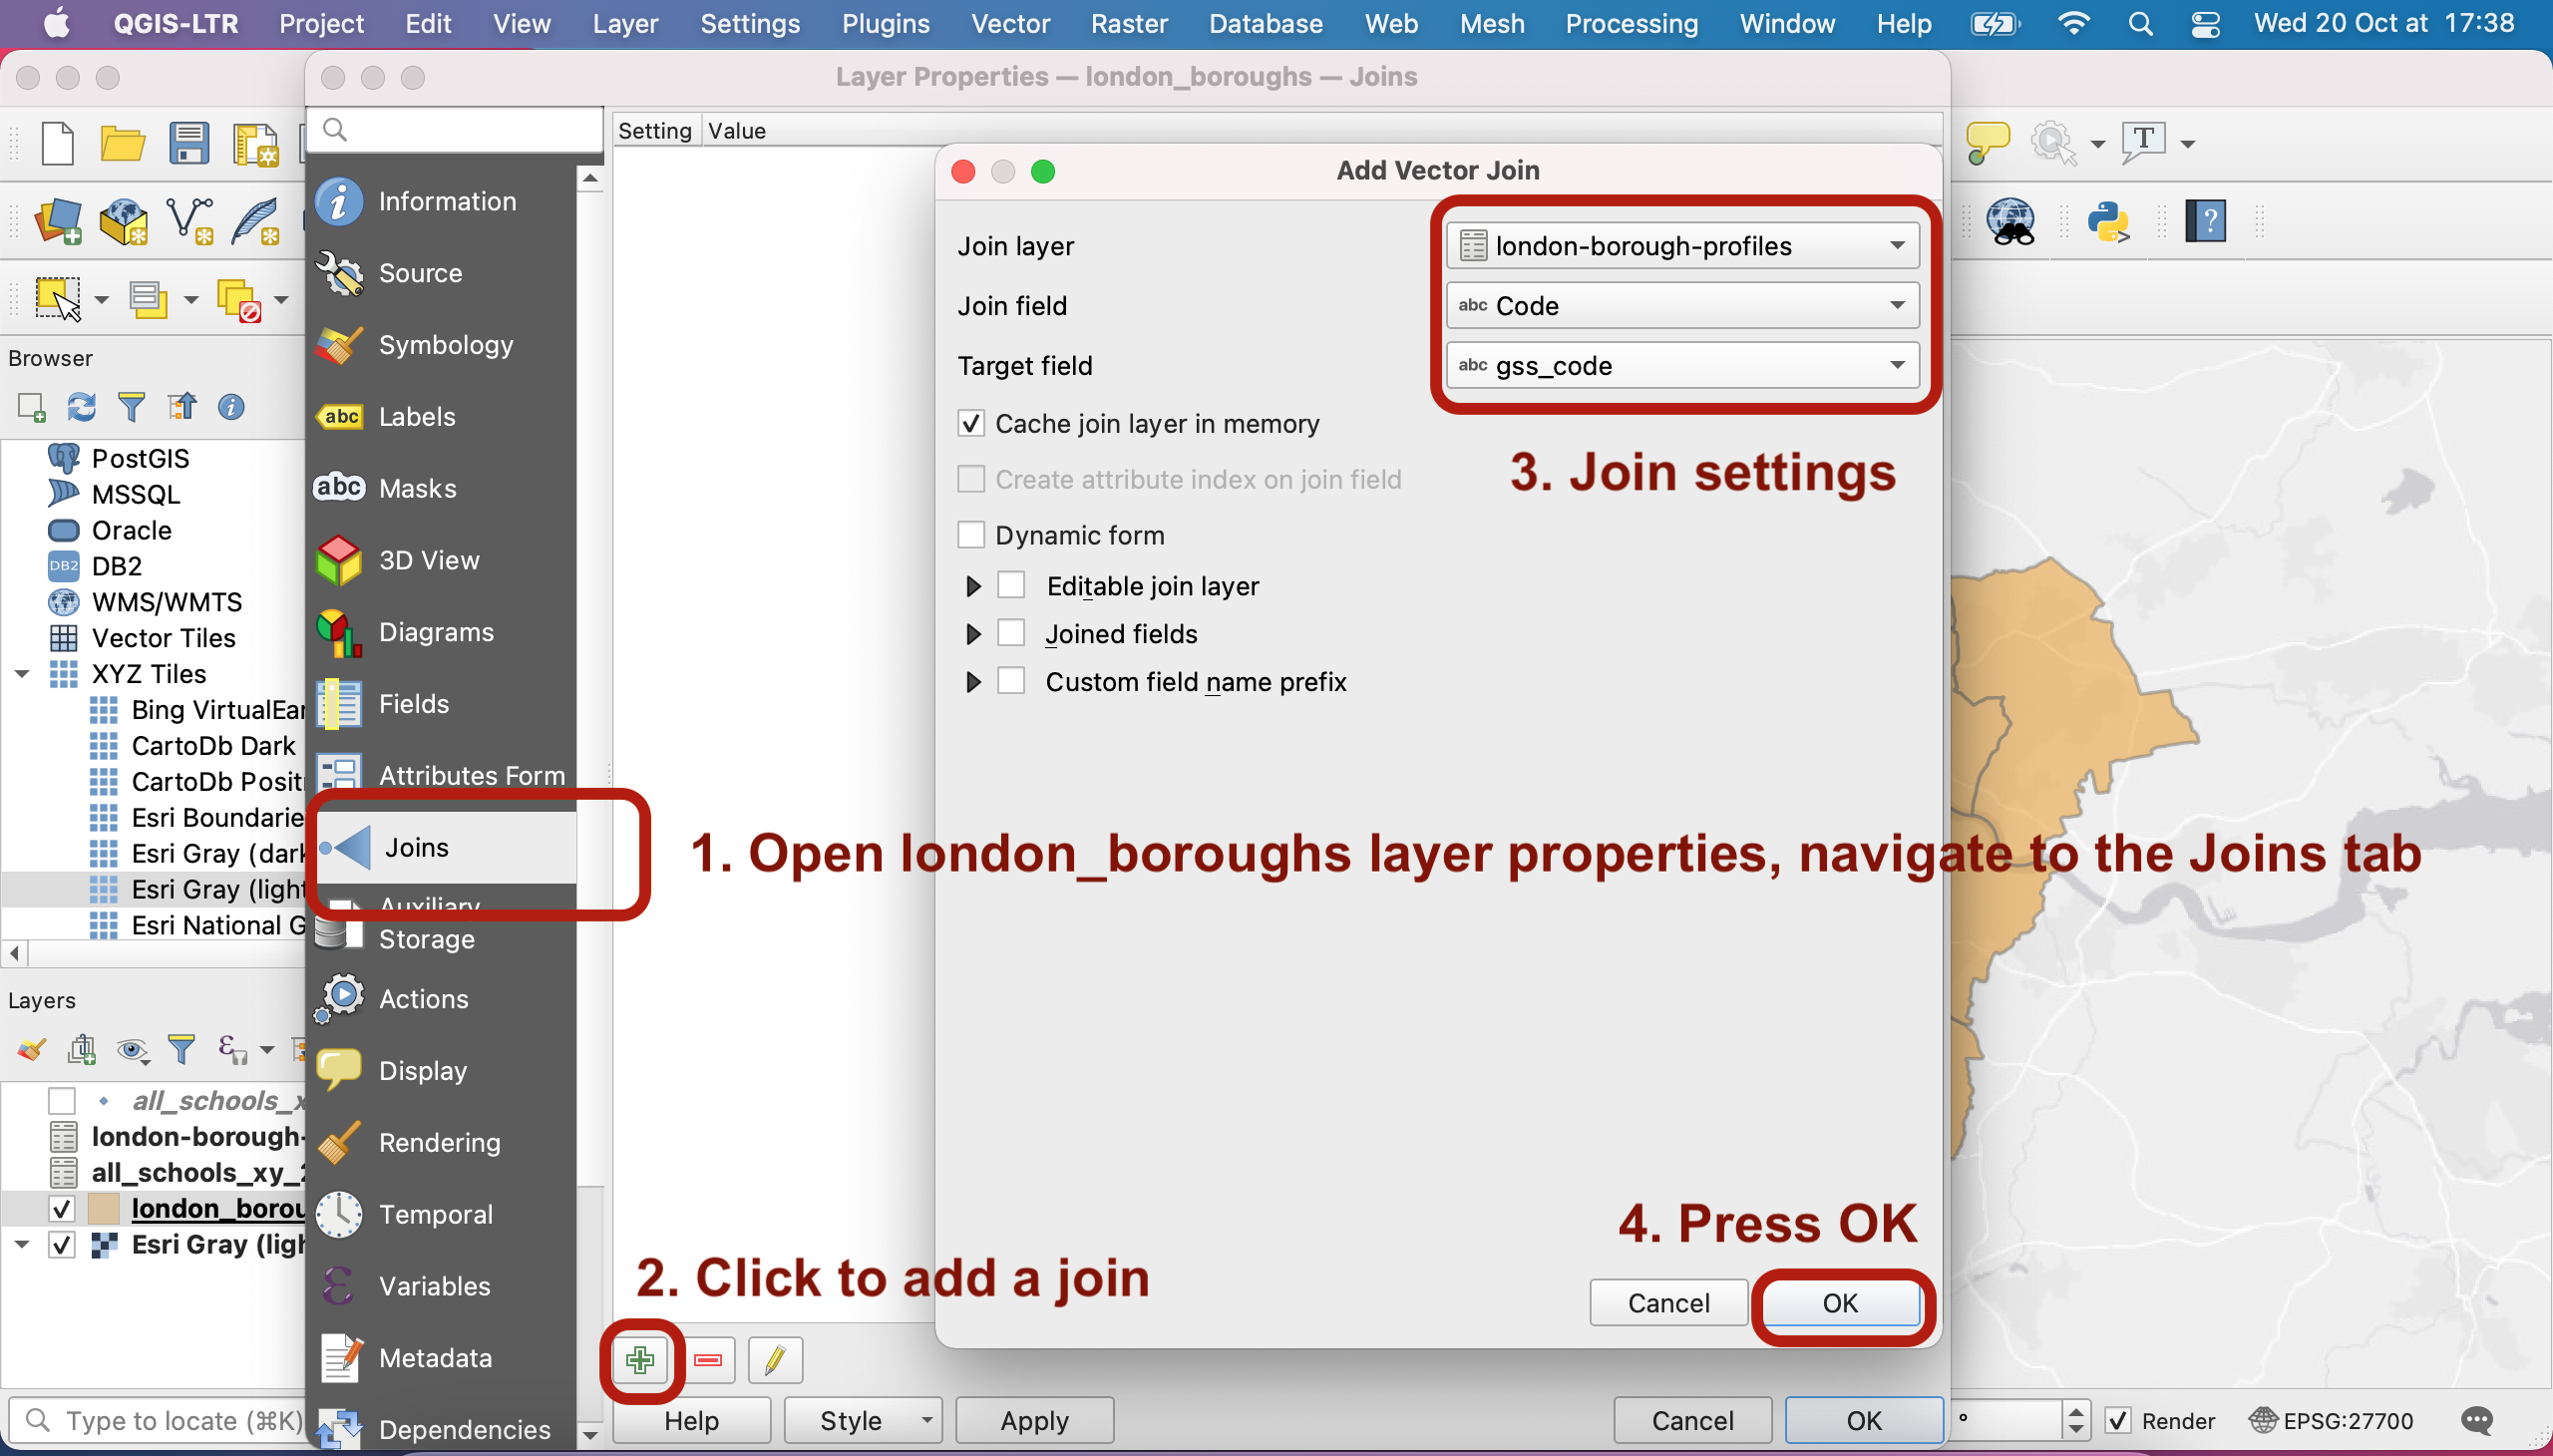 QGIS-LTR Project Edit View Layer Settings Plugins Vector Raster Database Web Mesh Processing Window Help Wed 20 Oct at 17:38
Layer Properties — london_boroughs — Joins
Setting Value
Add Vector Join
Information
Source
Symbology
abc Labels
abc Masks
3D View
Diagrams
Fields
Attributes Form
Joins
Auxiliary
Storage
Actions
Display
Rendering
Temporal
Variables
Metadata
Dependencies
Browser
PostGIS
MSSQL
Oracle
DB2 DB2
WMS/WMTS
Vector Tiles
XYZ Tiles
Bing VirtualEar
CartoDb Dark
CartoDb Posit
Esri Boundarie
Esri Gray (dark
Esri Gray (light
Esri National G
Layers
all_schools_x
london-borough-
all_schools_xy_2
london_borou
Esri Gray (ligh
Join layer london-borough-profiles
Join field abc Code
Target field abc gss_code
Cache join layer in memory
Create attribute index on join field
3. Join settings
Dynamic form
Editable join layer
Joined fields
Custom field name prefix
1. Open london_boroughs layer properties, navigate to the Joins tab
4. Press OK
2. Click to add a join
Cancel OK
Help Style Apply Cancel OK
Type to locate (⌘K) ° Render EPSG:27700